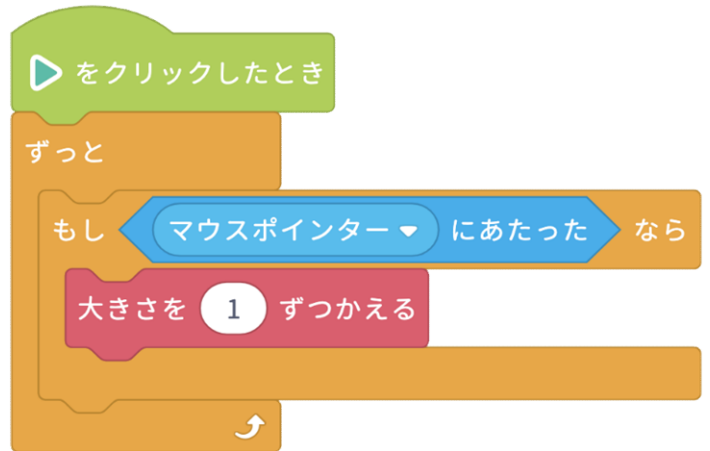 をクリックしたとき
ずっと
もし マウスポインター にあたった なら
大きさを 1 ずつかえる